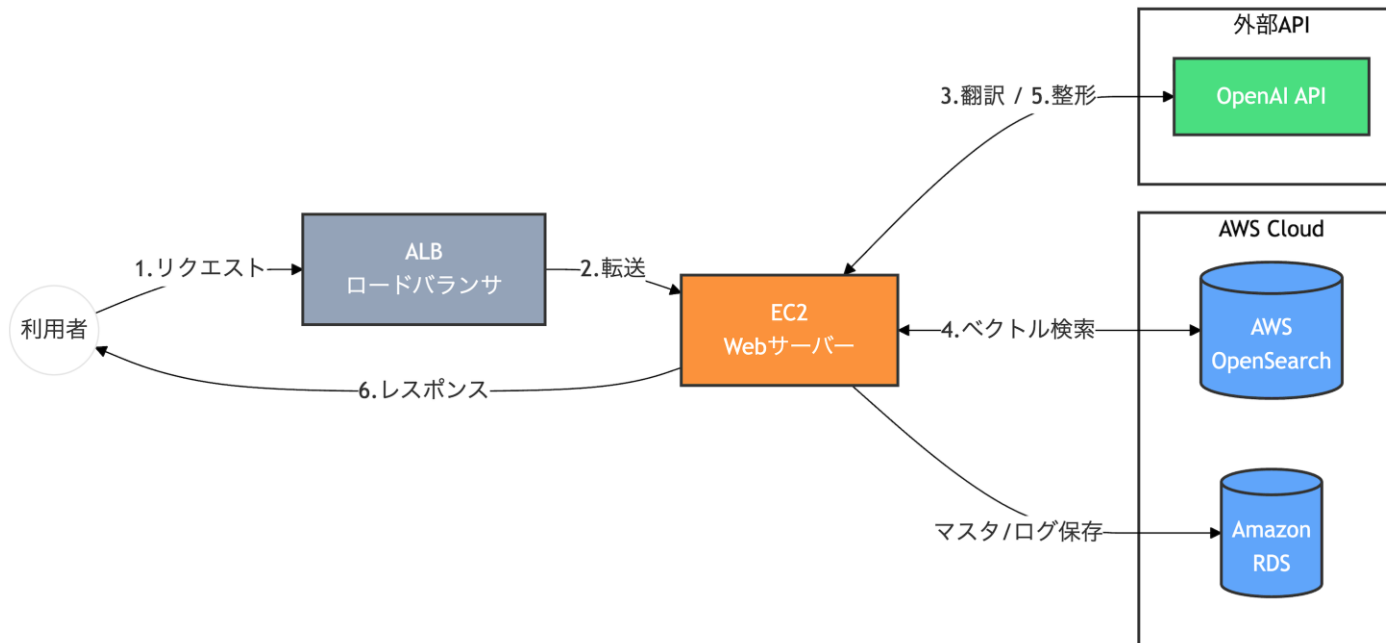 外部API
OpenAI API
3.翻訳 / 5.整形
AWS Cloud
ALB
ロードバランサ
1.リクエスト
2.転送
利用者
EC2
Webサーバー
4.ベクトル検索
AWS
OpenSearch
6.レスポンス
マスタ/ログ保存
Amazon
RDS